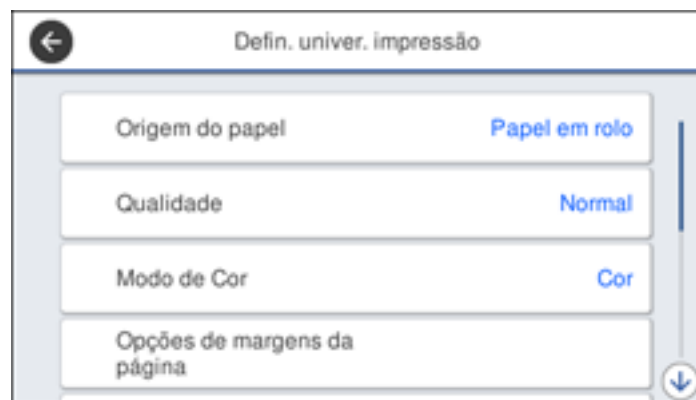 Defin. univer. impressão
Origem do papel Papel em rolo
Qualidade Normal
Modo de Cor Cor
Opções de margens da
página